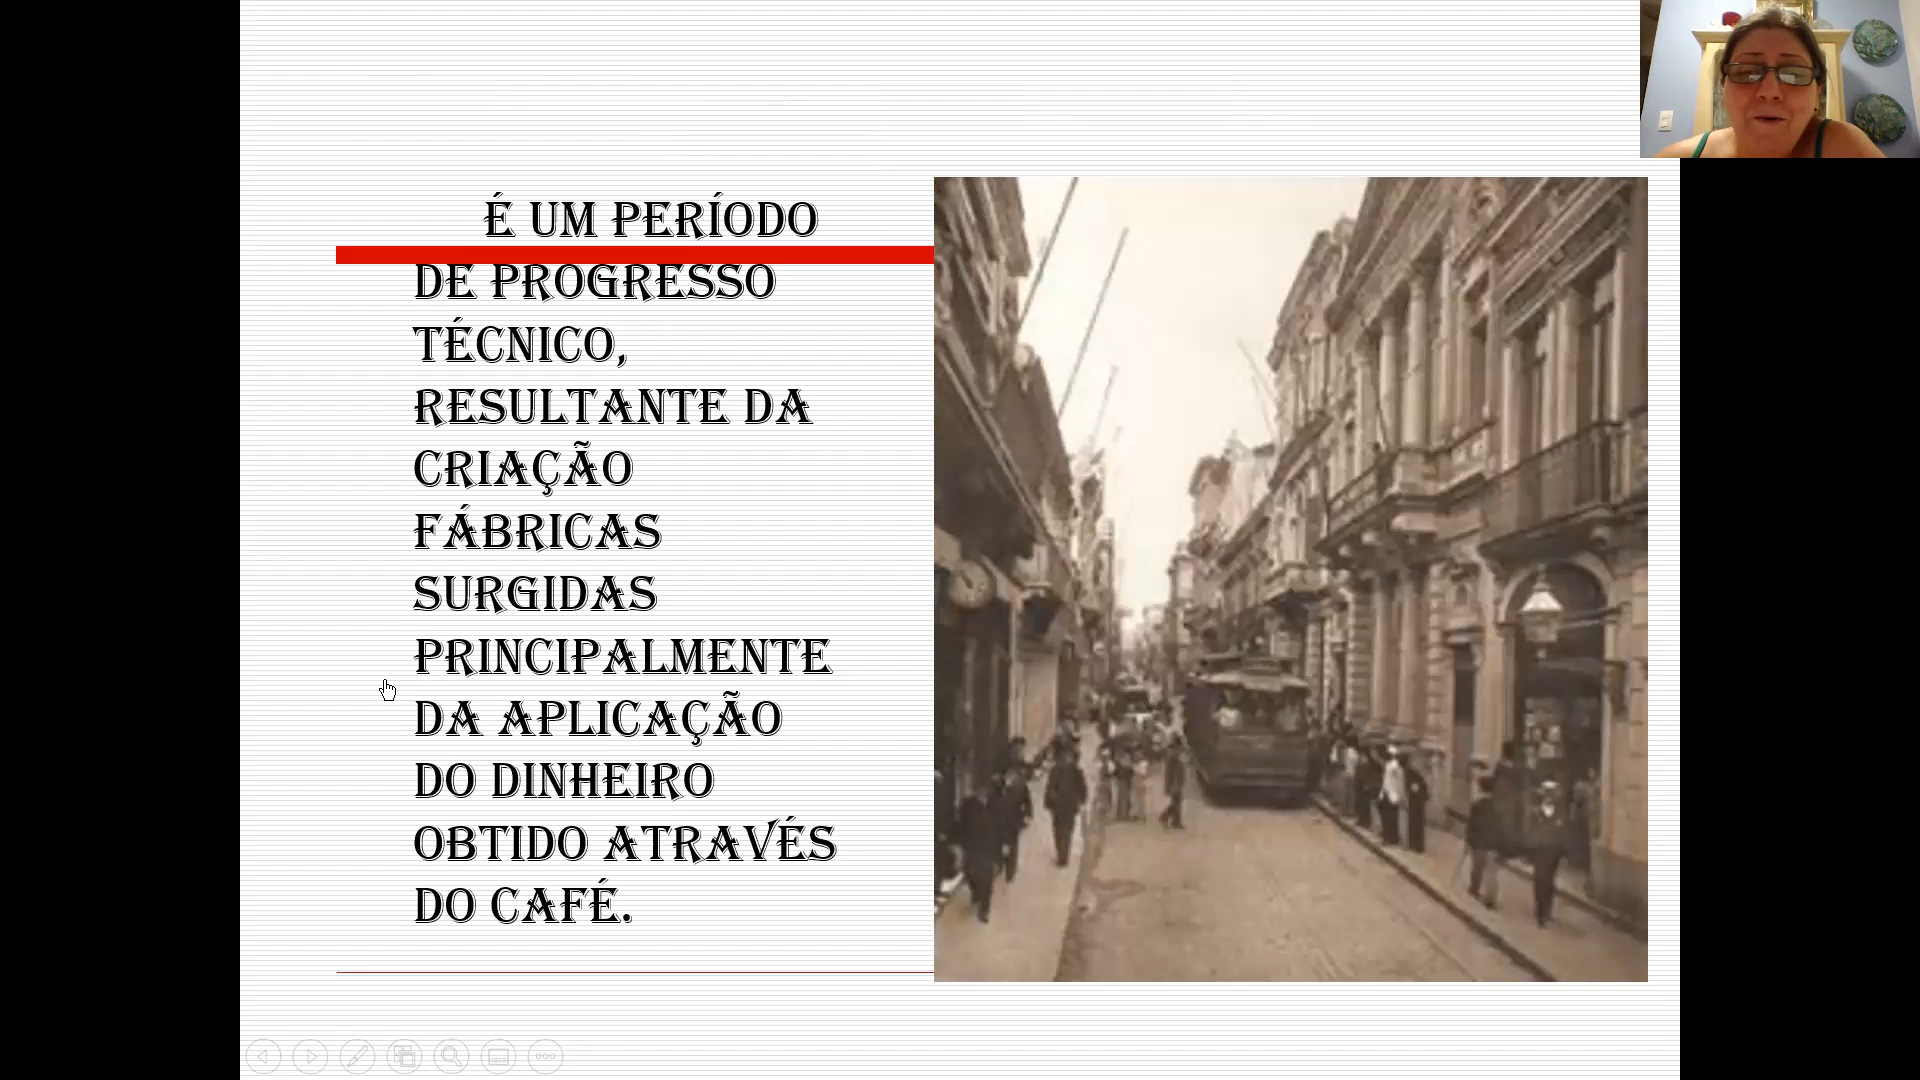 É UM PERÍODO
DE PROGRESSO
TÉCNICO,
RESULTANTE DA
CRIAÇÃO
FÁBRICAS
SURGIDAS
PRINCIPALMENTE
DA APLICAÇÃO
DO DINHEIRO
OBTIDO ATRAVÉS
DO CAFÉ.